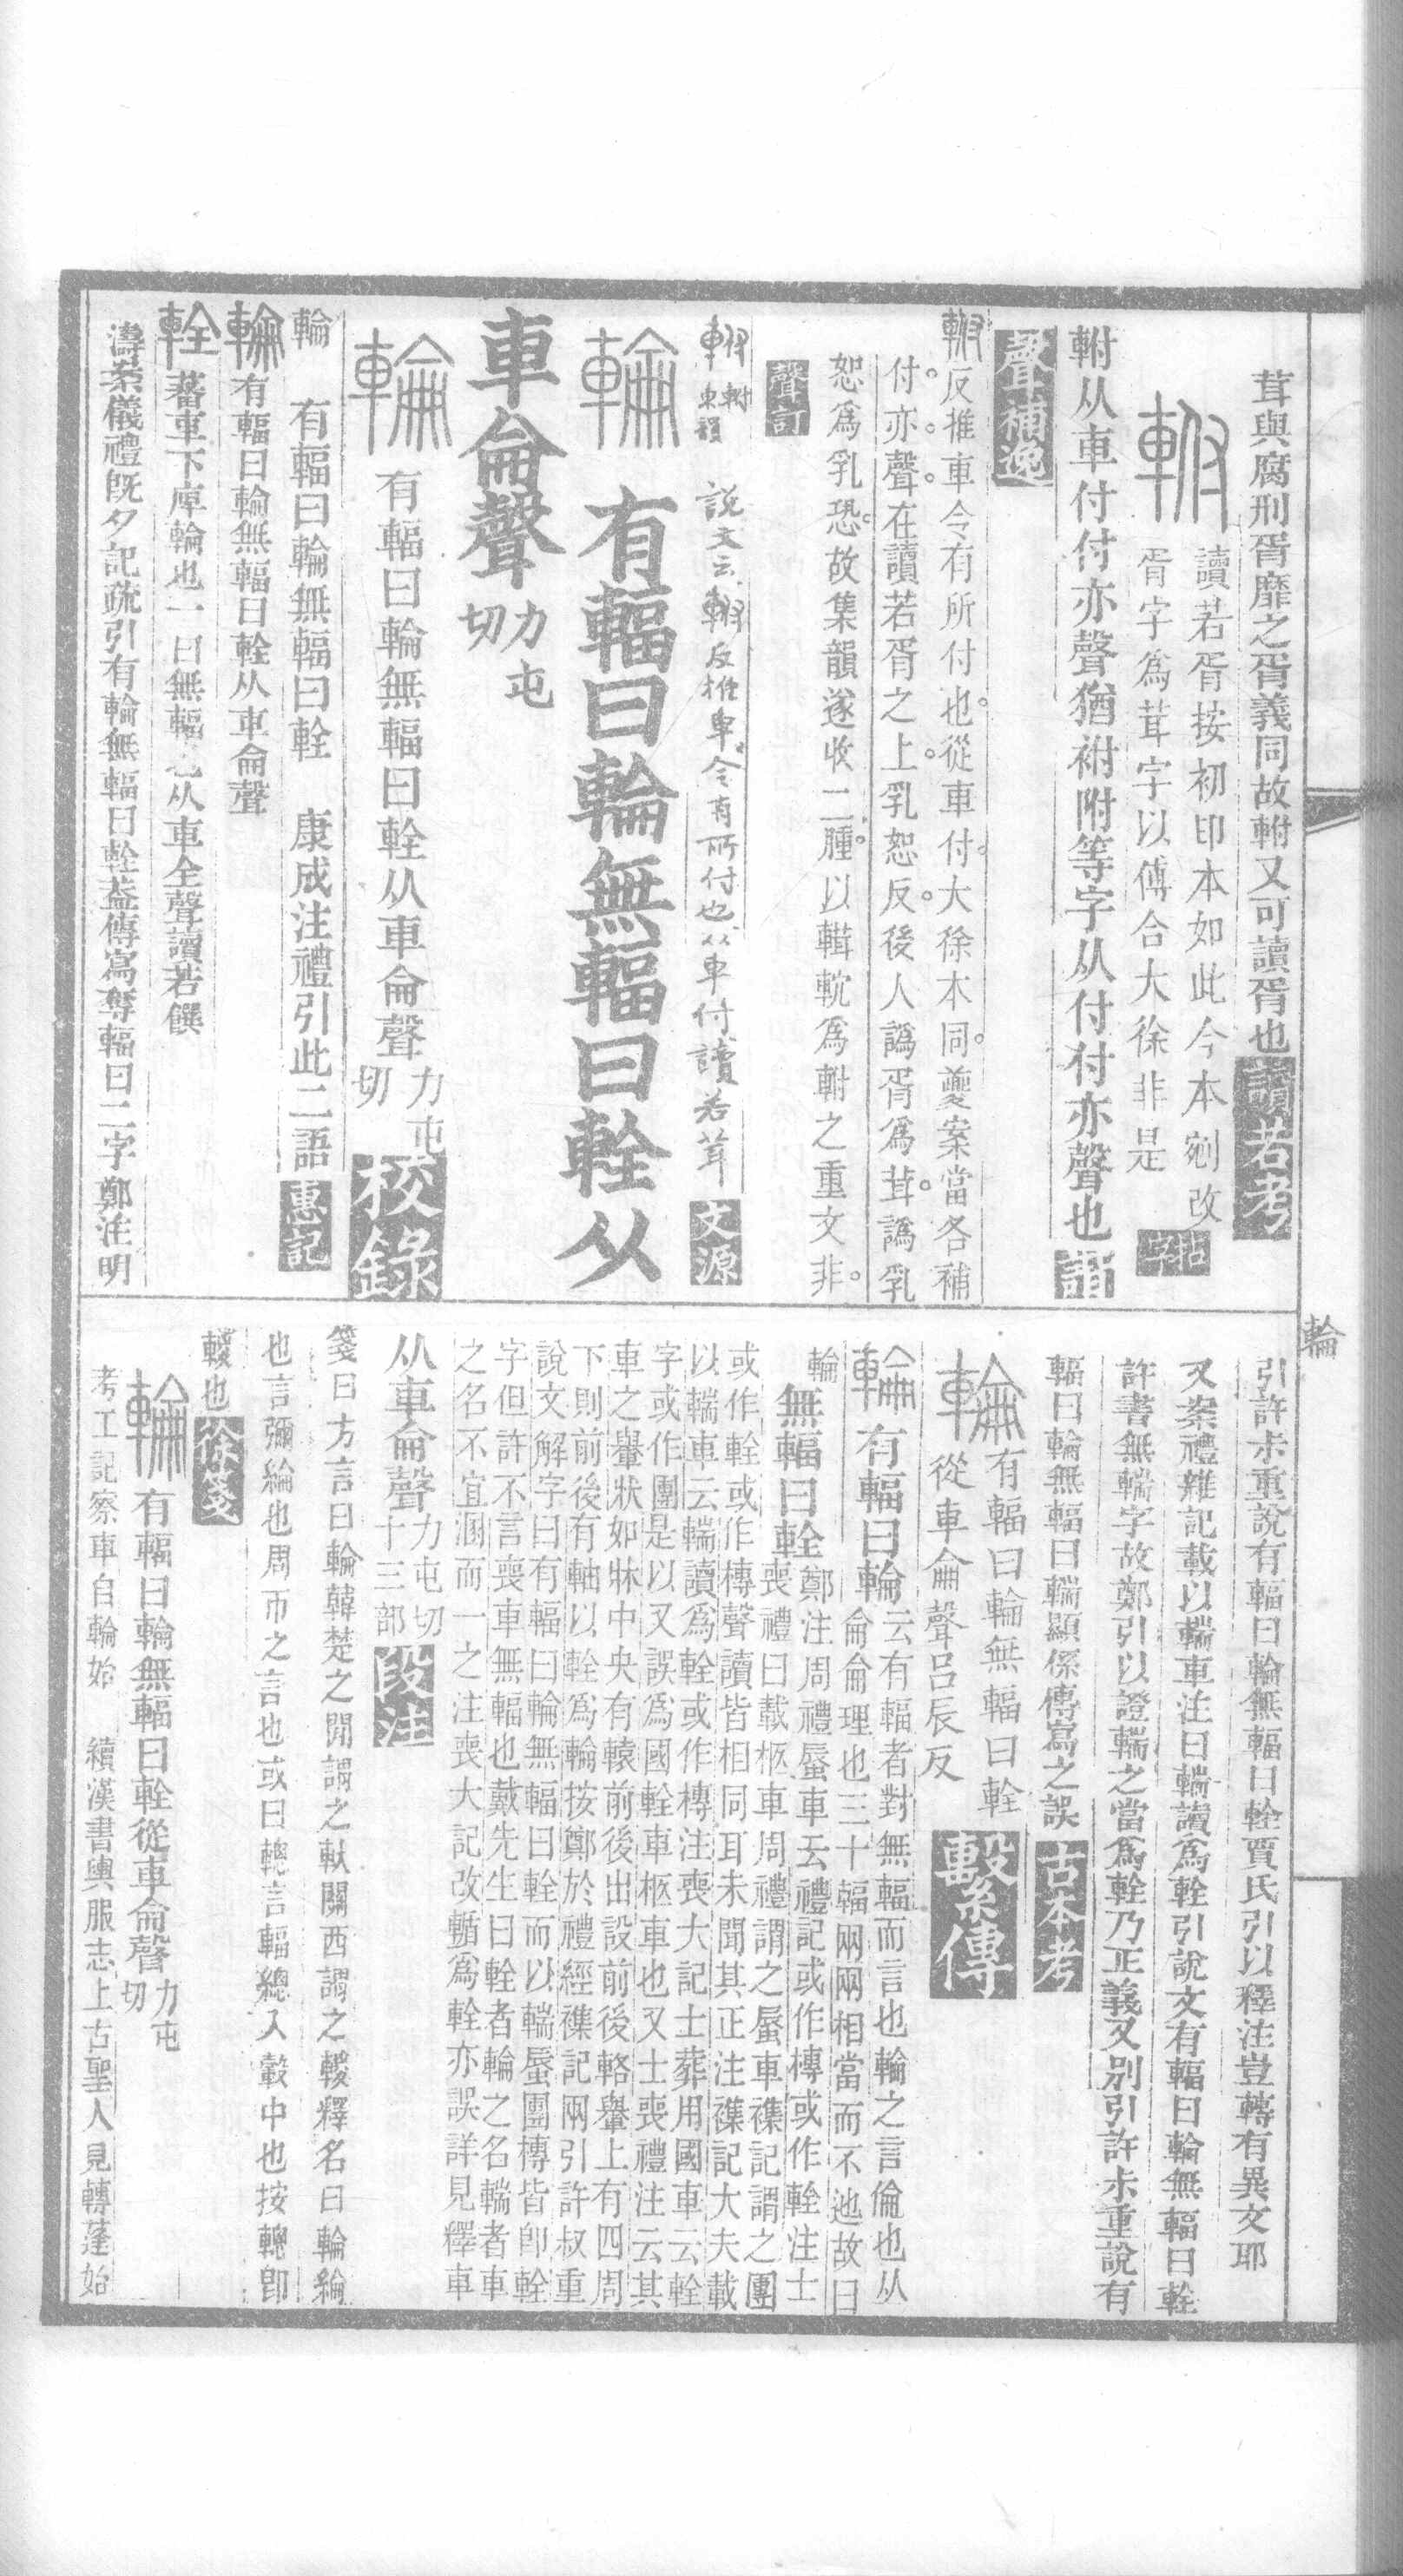 茸與腐刑胥靡之胥義同故軵又可讀胥也讀若考
軵
讀若胥按初印本如此今本剜改
胥字爲茸字以傅合大徐非是
拈字
軵从車付付亦聲猶袝附等字从付付亦聲也
聲補逸
軵反推車令有所付也從車付大徐本同夔案當各補
付亦聲在讀若胥之上乳恕反後人譌胥爲茸譌乳
恕爲乳恐故集韻遂收二腫以輯䡝爲軵之重文非
聲訂
軵軵東韻 說文云軵反推車令有所付也从車付讀若茸文源
輪有輻曰輪無輻曰輇从
車侖聲力屯切
輪有輻曰輪無輻曰輇从車侖聲力屯切校錄
輪 有輻曰輪無輻曰輇 康成注禮引此二語惠記
輪有輻曰輪無輻曰輇从車侖聲
輇蕃車下庳輪也一曰無輻也从車全聲讀若饌
濤案儀禮旣夕記疏引有輪無輻曰輇葢傳寫奪輻曰二字鄭注明
輪
引許未重說有輻曰輪無輻曰輇賈氏引以釋注豈轉有異文耶
又案禮雜記載以輲車注曰輲讀爲輇引說文有輻曰輪無輻曰輇
許書無輲字故鄭引以證輲之當爲輇乃正義又別引許未重說有
輻曰輪無輻曰輲顯係傳寫之誤古本考
輪有輻曰輪無輻曰輇
從車侖聲呂辰反
繫傳
輪有輻曰輪云有輻者對無輻而言也輪之言倫也从
侖侖理也三十輻兩兩相當而不迆故曰
輪無輻曰輇鄭注周禮蜃車云禮記或作槫或作輇注士
喪禮曰載柩車周禮謂之蜃車襍記謂之團
或作輇或作槫聲讀皆相同耳未聞其正注襍記大夫載
以輲車云輲讀爲輇或作槫注喪大記士葬用國車云輇
字或作團是以又誤爲國輇車柩車也又士喪禮注云其
車之轝狀如牀中央有轅前後出設前後輅轝上有四周
下則前後有軸以輇爲輪按鄭於禮經襍記兩引許叔重
說文解字曰有輻曰輪無輻曰輇而以輲蜃團槫皆卽輇
字但許不言喪車無輻也戴先生曰輇者輪之名輲者車
之名不宜溷而一之注喪大記改輴爲輇亦誤詳見釋車
从車侖聲力屯切十三部段注
箋曰方言曰輪韓楚之閒謂之軑關西謂之輹釋名曰輪綸
也言彌綸也周帀之言也或曰輗言輻總入轂中也按輗卽
輹也徐箋
輪有輻曰輪無輻曰輇從車侖聲力屯切
考工記察車自輪始 續漢書輿服志上古聖人見轉蓬始